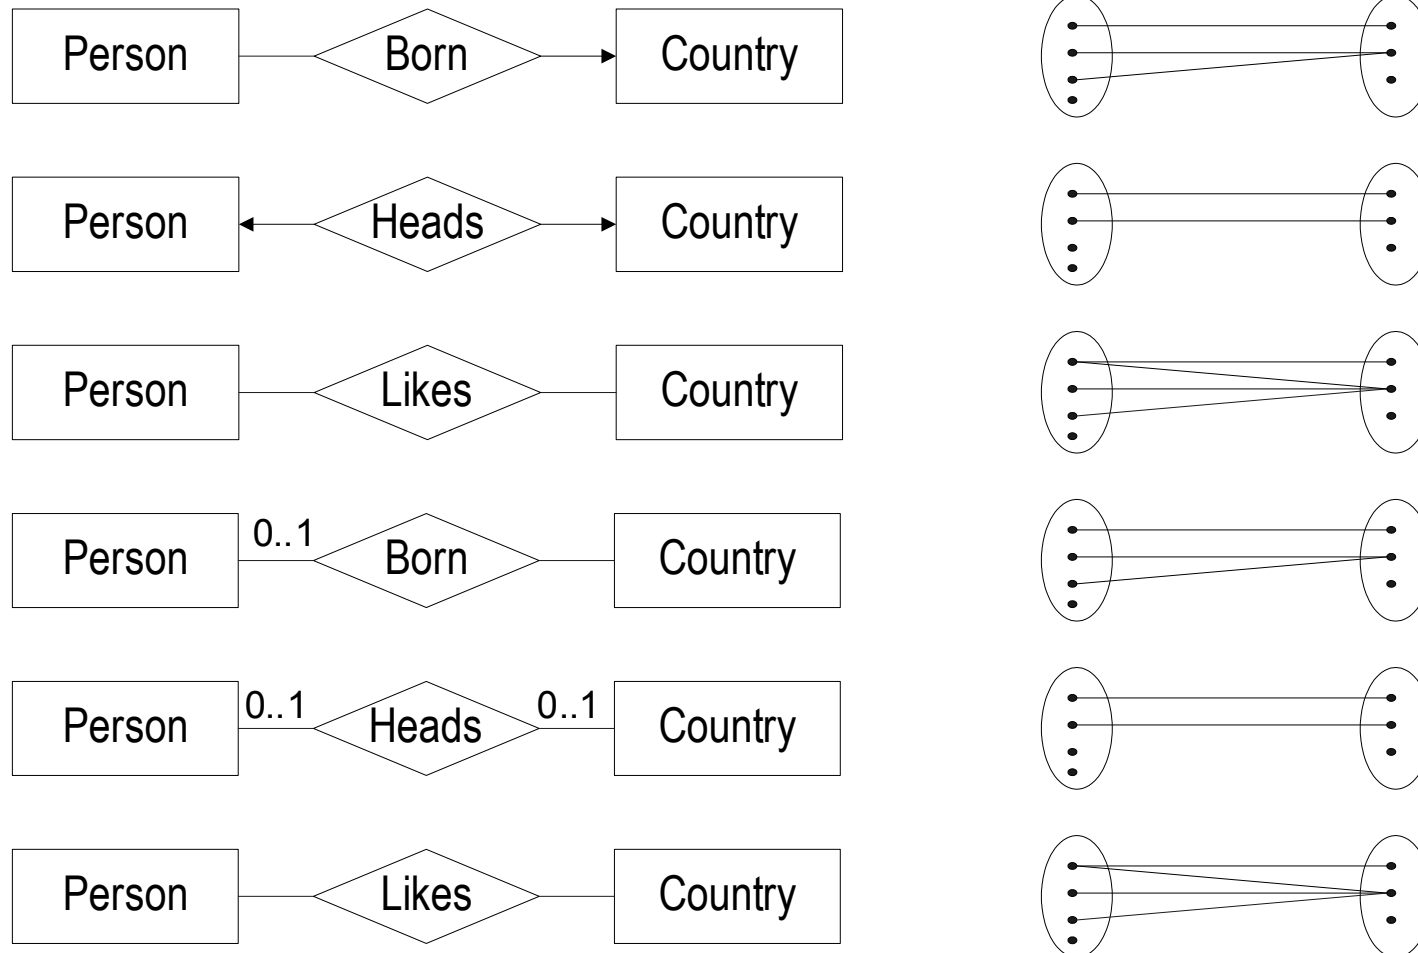 Person Born Country
Person Heads Country
Person Likes Country
Person 0..1 Born Country
Person 0..1 Heads 0..1 Country
Person Likes Country